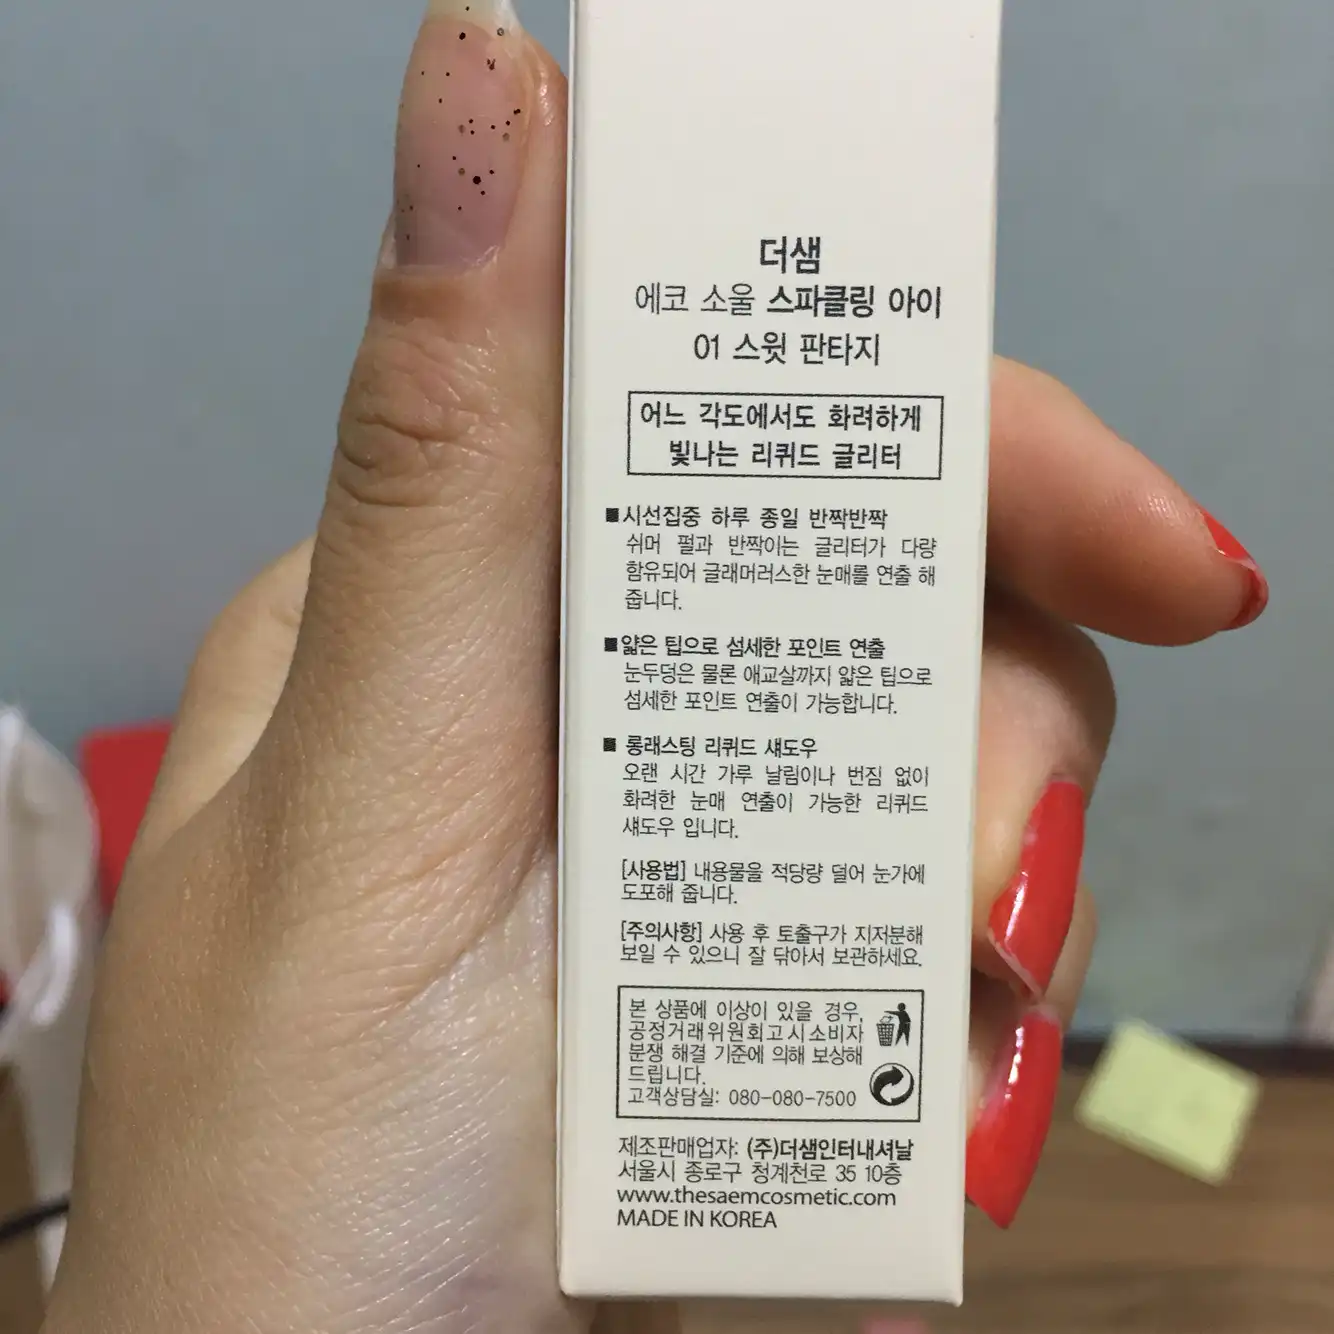 더샘
에코 소울 스파클링 아이
01 스윗 판타지
어느 각도에서도 화려하게
빛나는 리퀴드 글리터
■시선집중 하루 종일 반짝반짝
쉬머 펄과 반짝이는 글리터가 다량
함유되어 글래머러스한 눈매를 연출 해
줍니다.
■얇은 팁으로 섬세한 포인트 연출
눈두덩은 물론 애교살까지 얇은 팁으로
섬세한 포인트 연출이 가능합니다.
■ 롱래스팅 리퀴드 섀도우
오랜 시간 가루 날림이나 번짐 없이
화려한 눈매 연출이 가능한 리퀴드
섀도우 입니다.
[사용법] 내용물을 적당량 덜어 눈가에
도포해 줍니다.
[주의사항] 사용 후 토출구가 지저분해
보일 수 있으니 잘 닦아서 보관하세요.
본 상품에 이상이 있을 경우,
공정거래위원회고시소비자
분쟁 해결 기준에 의해 보상해
드립니다.
고객상담실: 080-080-7500
제조판매업자: (주)더샘인터내셔날
서울시 종로구 청계천로 35 10층
www.thesaemcosmetic.com
MADE IN KOREA